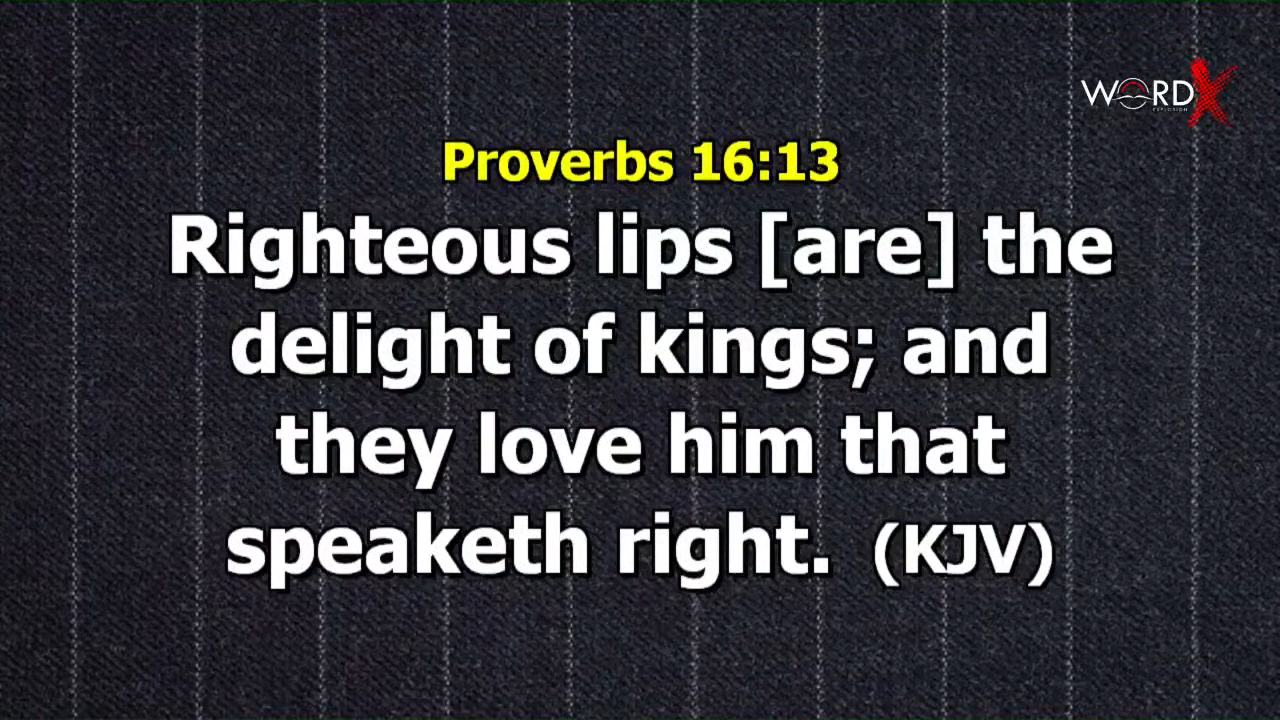 WORDX
EXPLOSION
Proverbs 16:13
Righteous lips [are] the
delight of kings; and
they love him that
speaketh right. (KJV)